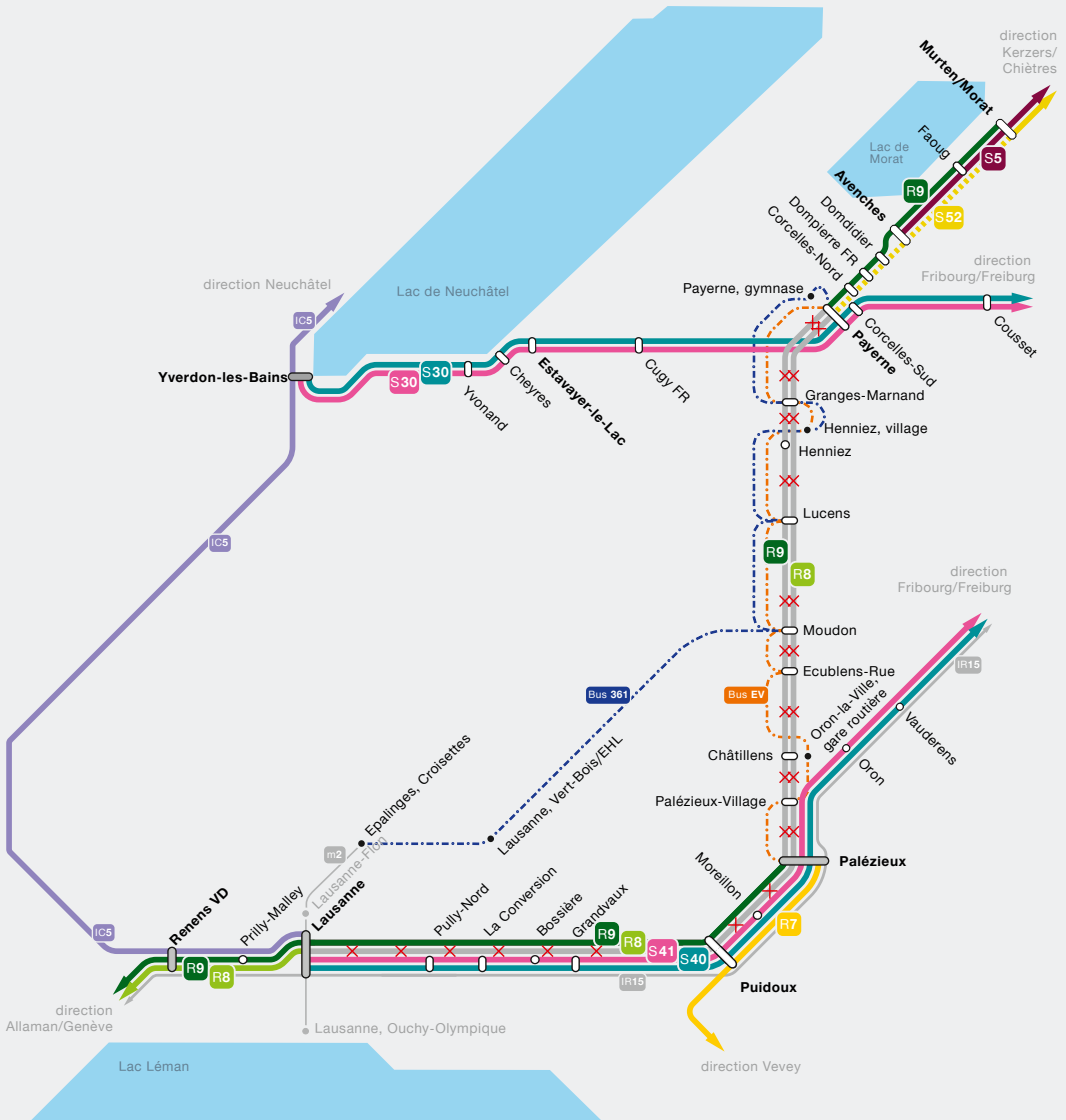 direction
Kerzers/
Chiètres
Murten/Morat
Faoug
Lac de
Morat
S5
R9
S52
Avenches
Domdidier
Dompierre FR
Corcelles-Nord
direction
Fribourg/Freiburg
direction Neuchâtel
Lac de Neuchâtel
Payerne, gymnase
IC5
Cousset
Corcelles-Sud
Payerne
Yverdon-les-Bains
S30
S30
Yvonand
Cheyres
Estavayer-le-Lac
Cugy FR
Granges-Marnand
Henniez, village
Henniez
Lucens
IC5
R9
R8
direction
Fribourg/Freiburg
Moudon
IR15
Ecublens-Rue
Bus 361
Bus EV
Oron-la-Ville,
gare routière
Vauderens
Oron
Châtillens
Palézieux-Village
Epalinges, Croisettes
Lausanne, Vert-Bois/EHL
m2
Lausanne-Flon
Palézieux
Moreillon
Renens VD
Prilly-Malley
Lausanne
Pully-Nord
La Conversion
Bossière
Grandvaux
R7
IC5
R9
R8
R9
R8
S41
S40
IR15
Puidoux
direction
Allaman/Genève
Lausanne, Ouchy-Olympique
Lac Léman
direction Vevey